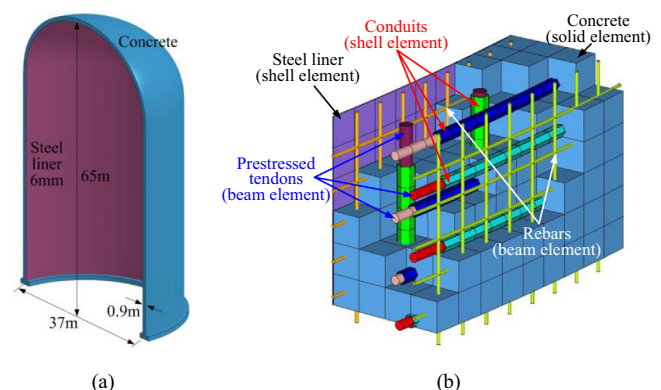 Concrete
Steel
liner
6mm
65m
0.9m
37m
(a)
Conduits
(shell element)
Concrete
(solid element)
Steel liner
(shell element)
Prestressed
tendons
(beam element)
Rebars
(beam element)
(b)